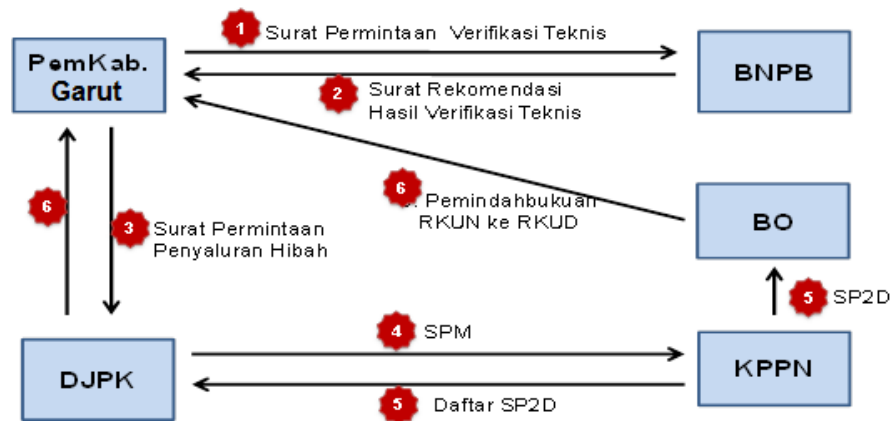 1 Surat Permintaan Verifikasi Teknis
PemKab.
Garut
BNPB
2 Surat Rekomendasi
Hasil Verifikasi Teknis
6
6 Pemindahbukuan
RKUN ke RKUD
BO
3 Surat Permintaan
Penyaluran Hibah
5 SP2D
4 SPM
DJPK
KPPN
5 Daftar SP2D